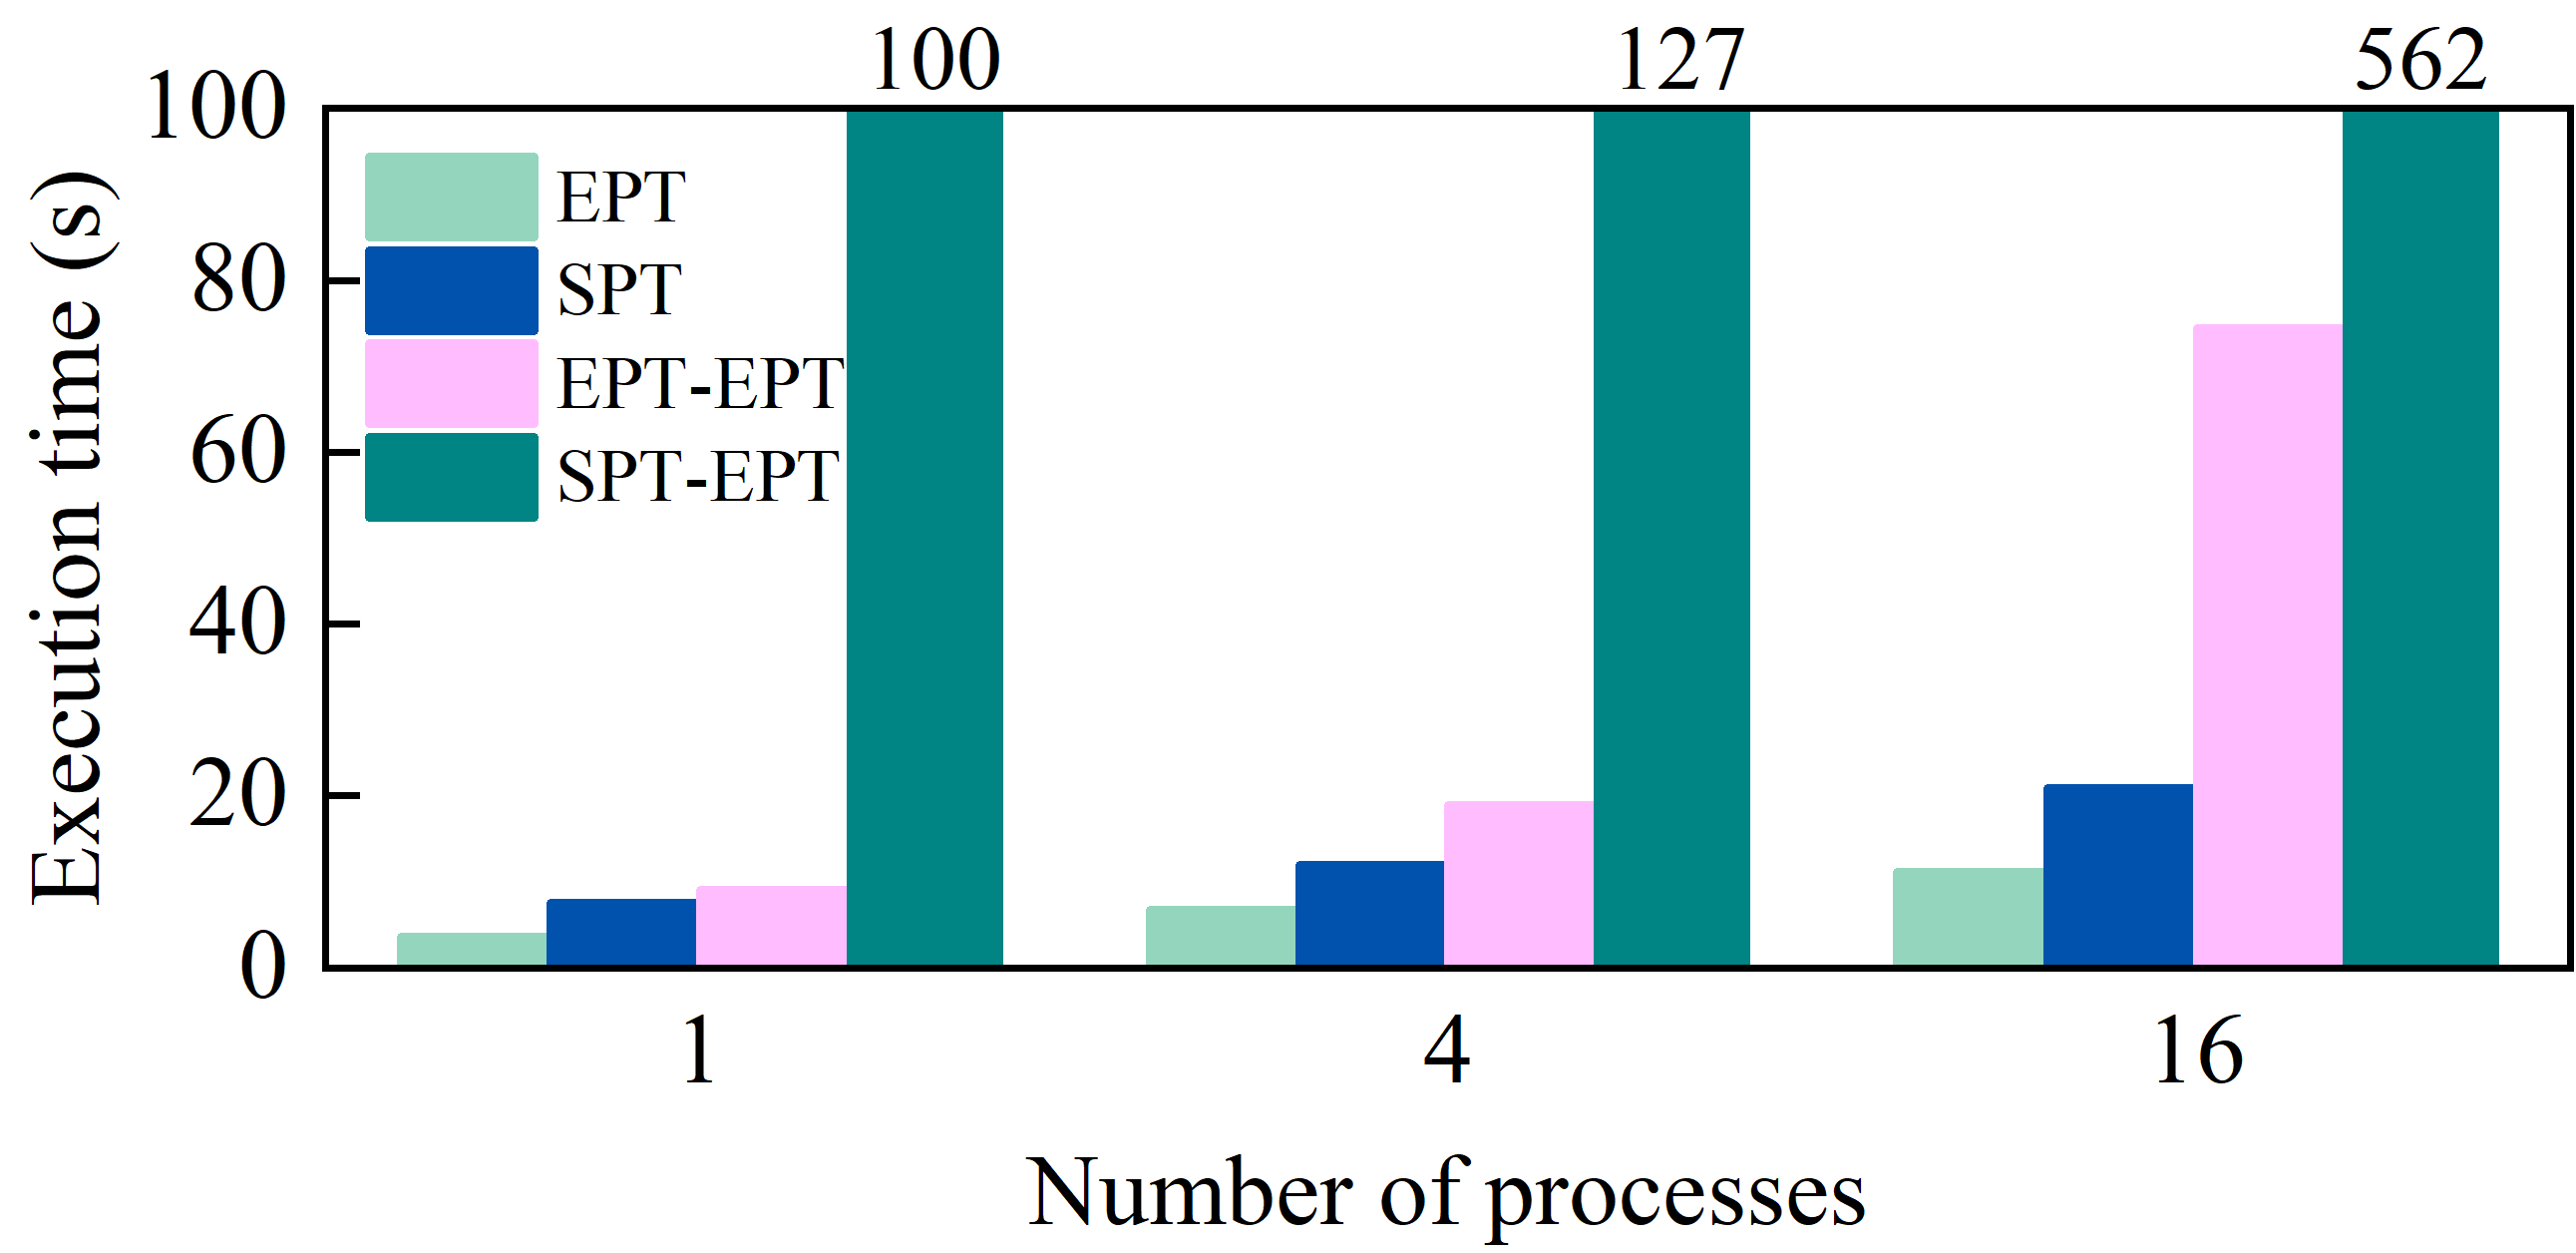 100 127 562
Execution time (s)
100
80
60
40
20
0
EPT
SPT
EPT-EPT
SPT-EPT
1 4 16
Number of processes